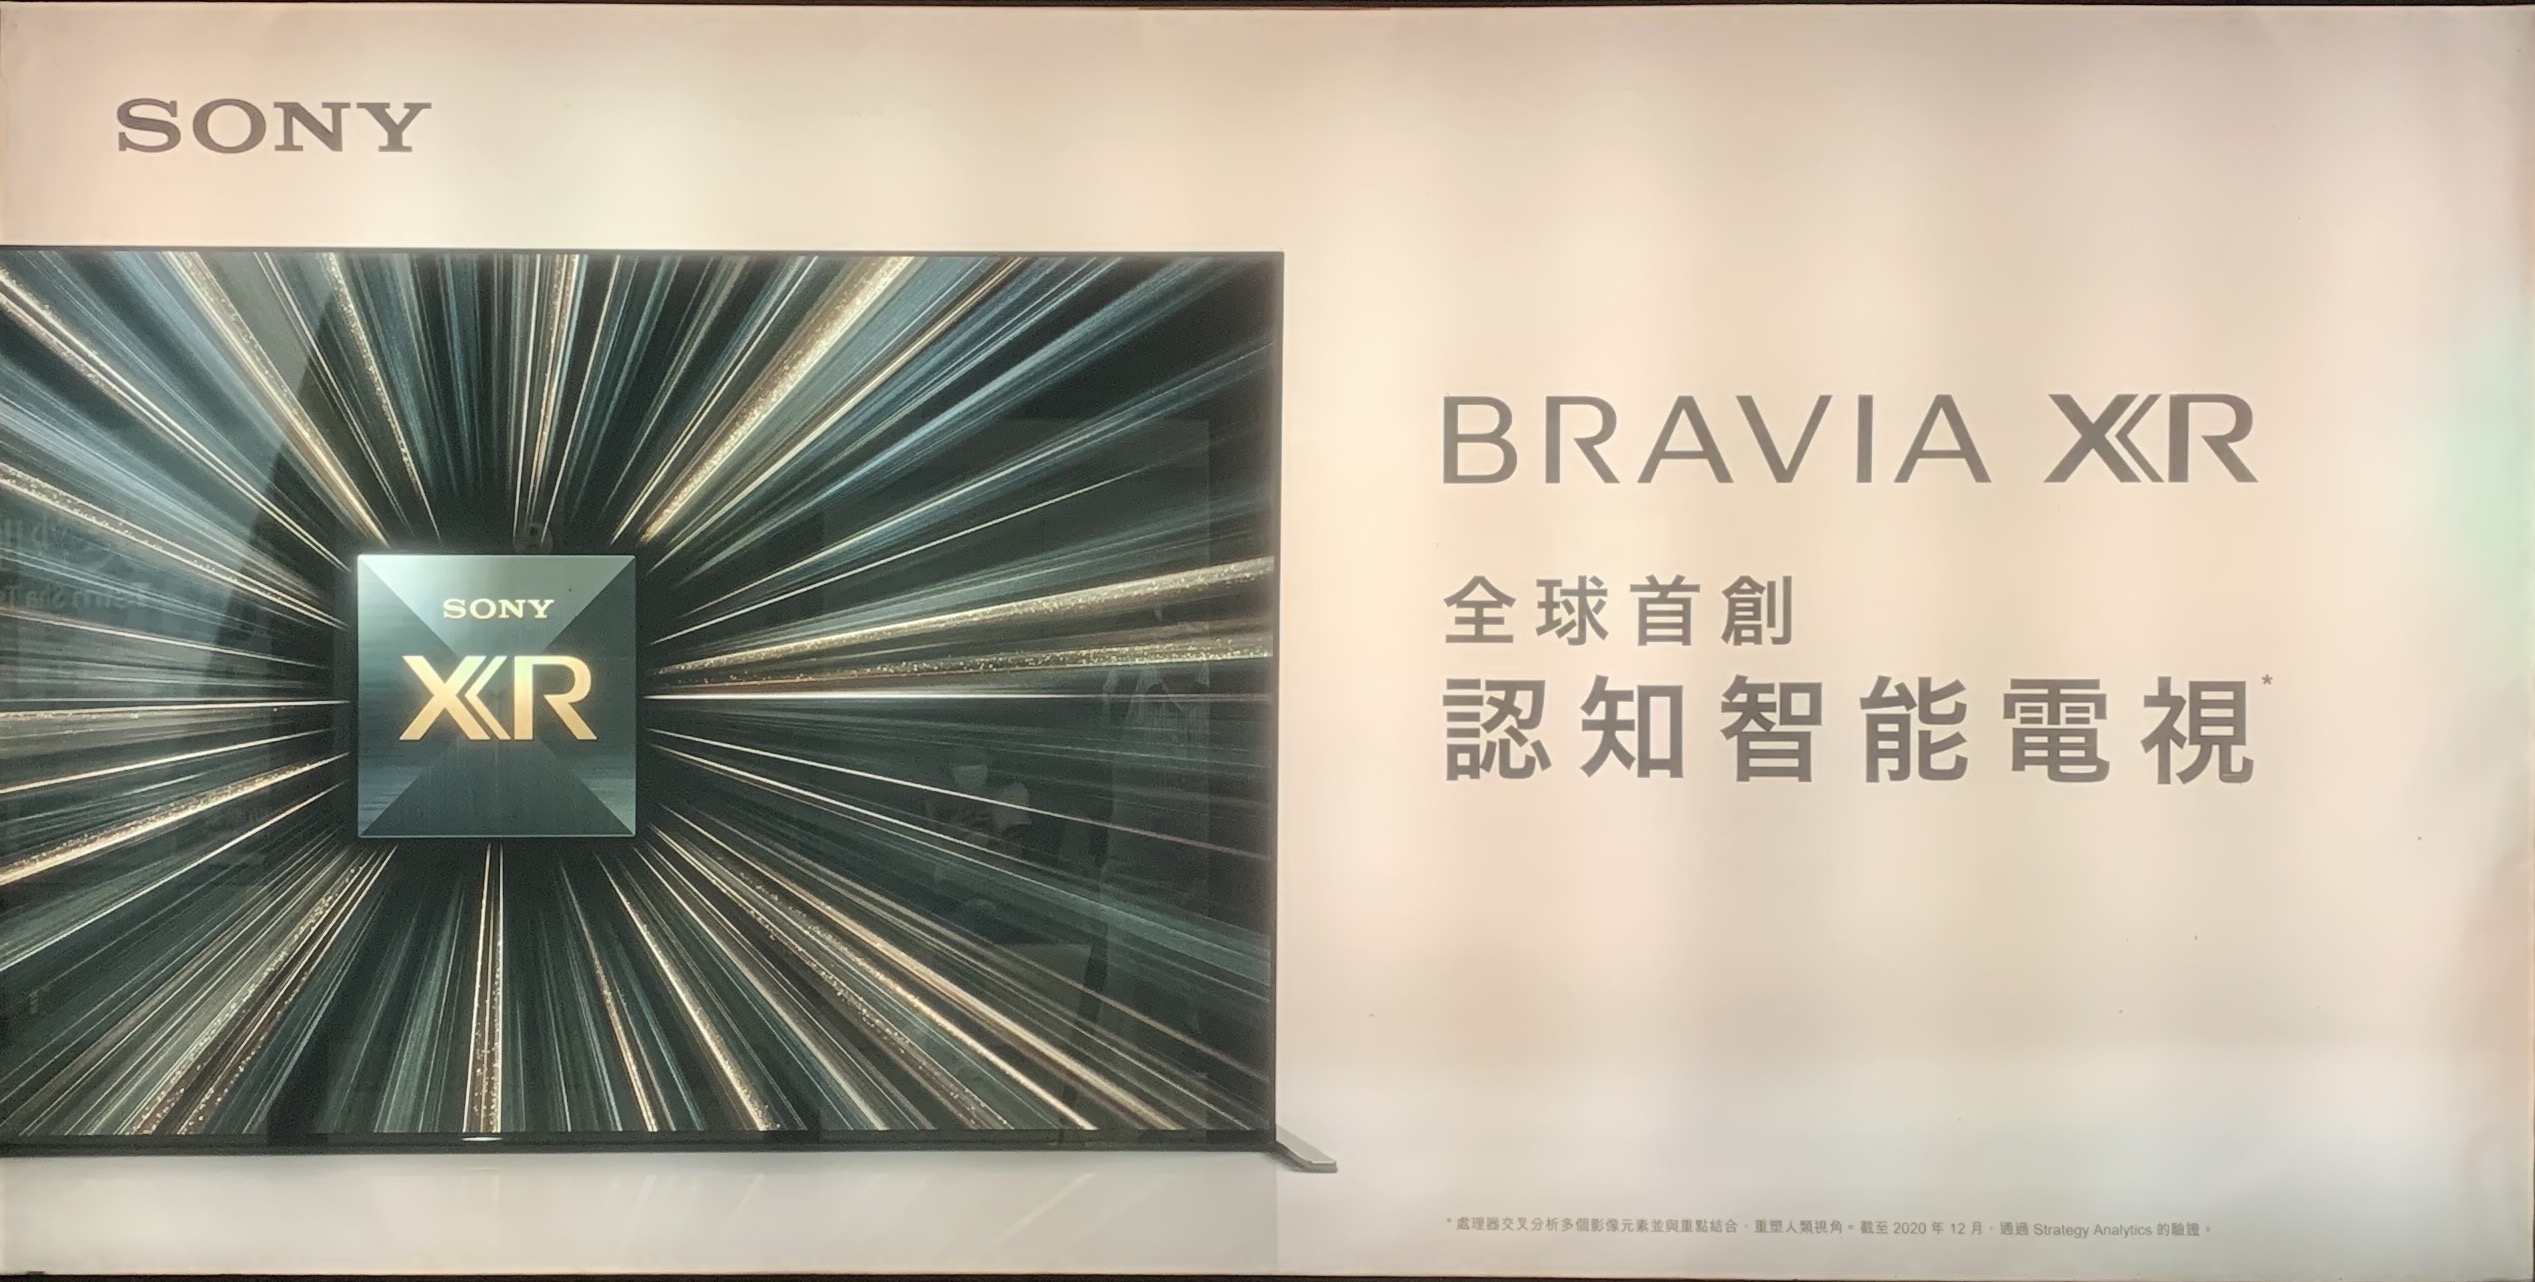 SONY
SONY
XR
BRAVIA XR
全球首創
認知智能電視*
* 處理器交叉分析多個影像元素並與重點結合，重塑人類視角。截至 2020 年 12 月，通過 Strategy Analytics 的驗證。